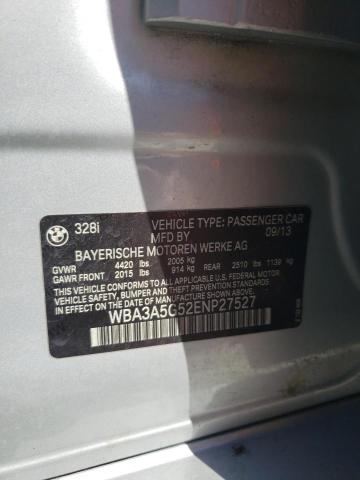 BMW
328i
VEHICLE TYPE: PASSENGER CAR
MFD BY 09/13
BAYERISCHE MOTOREN WERKE AG
GVWR 4420 lbs. 2005 kg
GAWR FRONT 2015 lbs. 914 kg REAR 2510 lbs 1139 kg
THIS VEHICLE CONFORMS TO ALL APPLICABLE U.S. FEDERAL MOTOR
VEHICLE SAFETY, BUMPER, AND THEFT PREVENTION STANDARDS
IN EFFECT ON THE DATE OF MANUFACTURE SHOWN ABOVE.
WBA3A5G52ENP27527